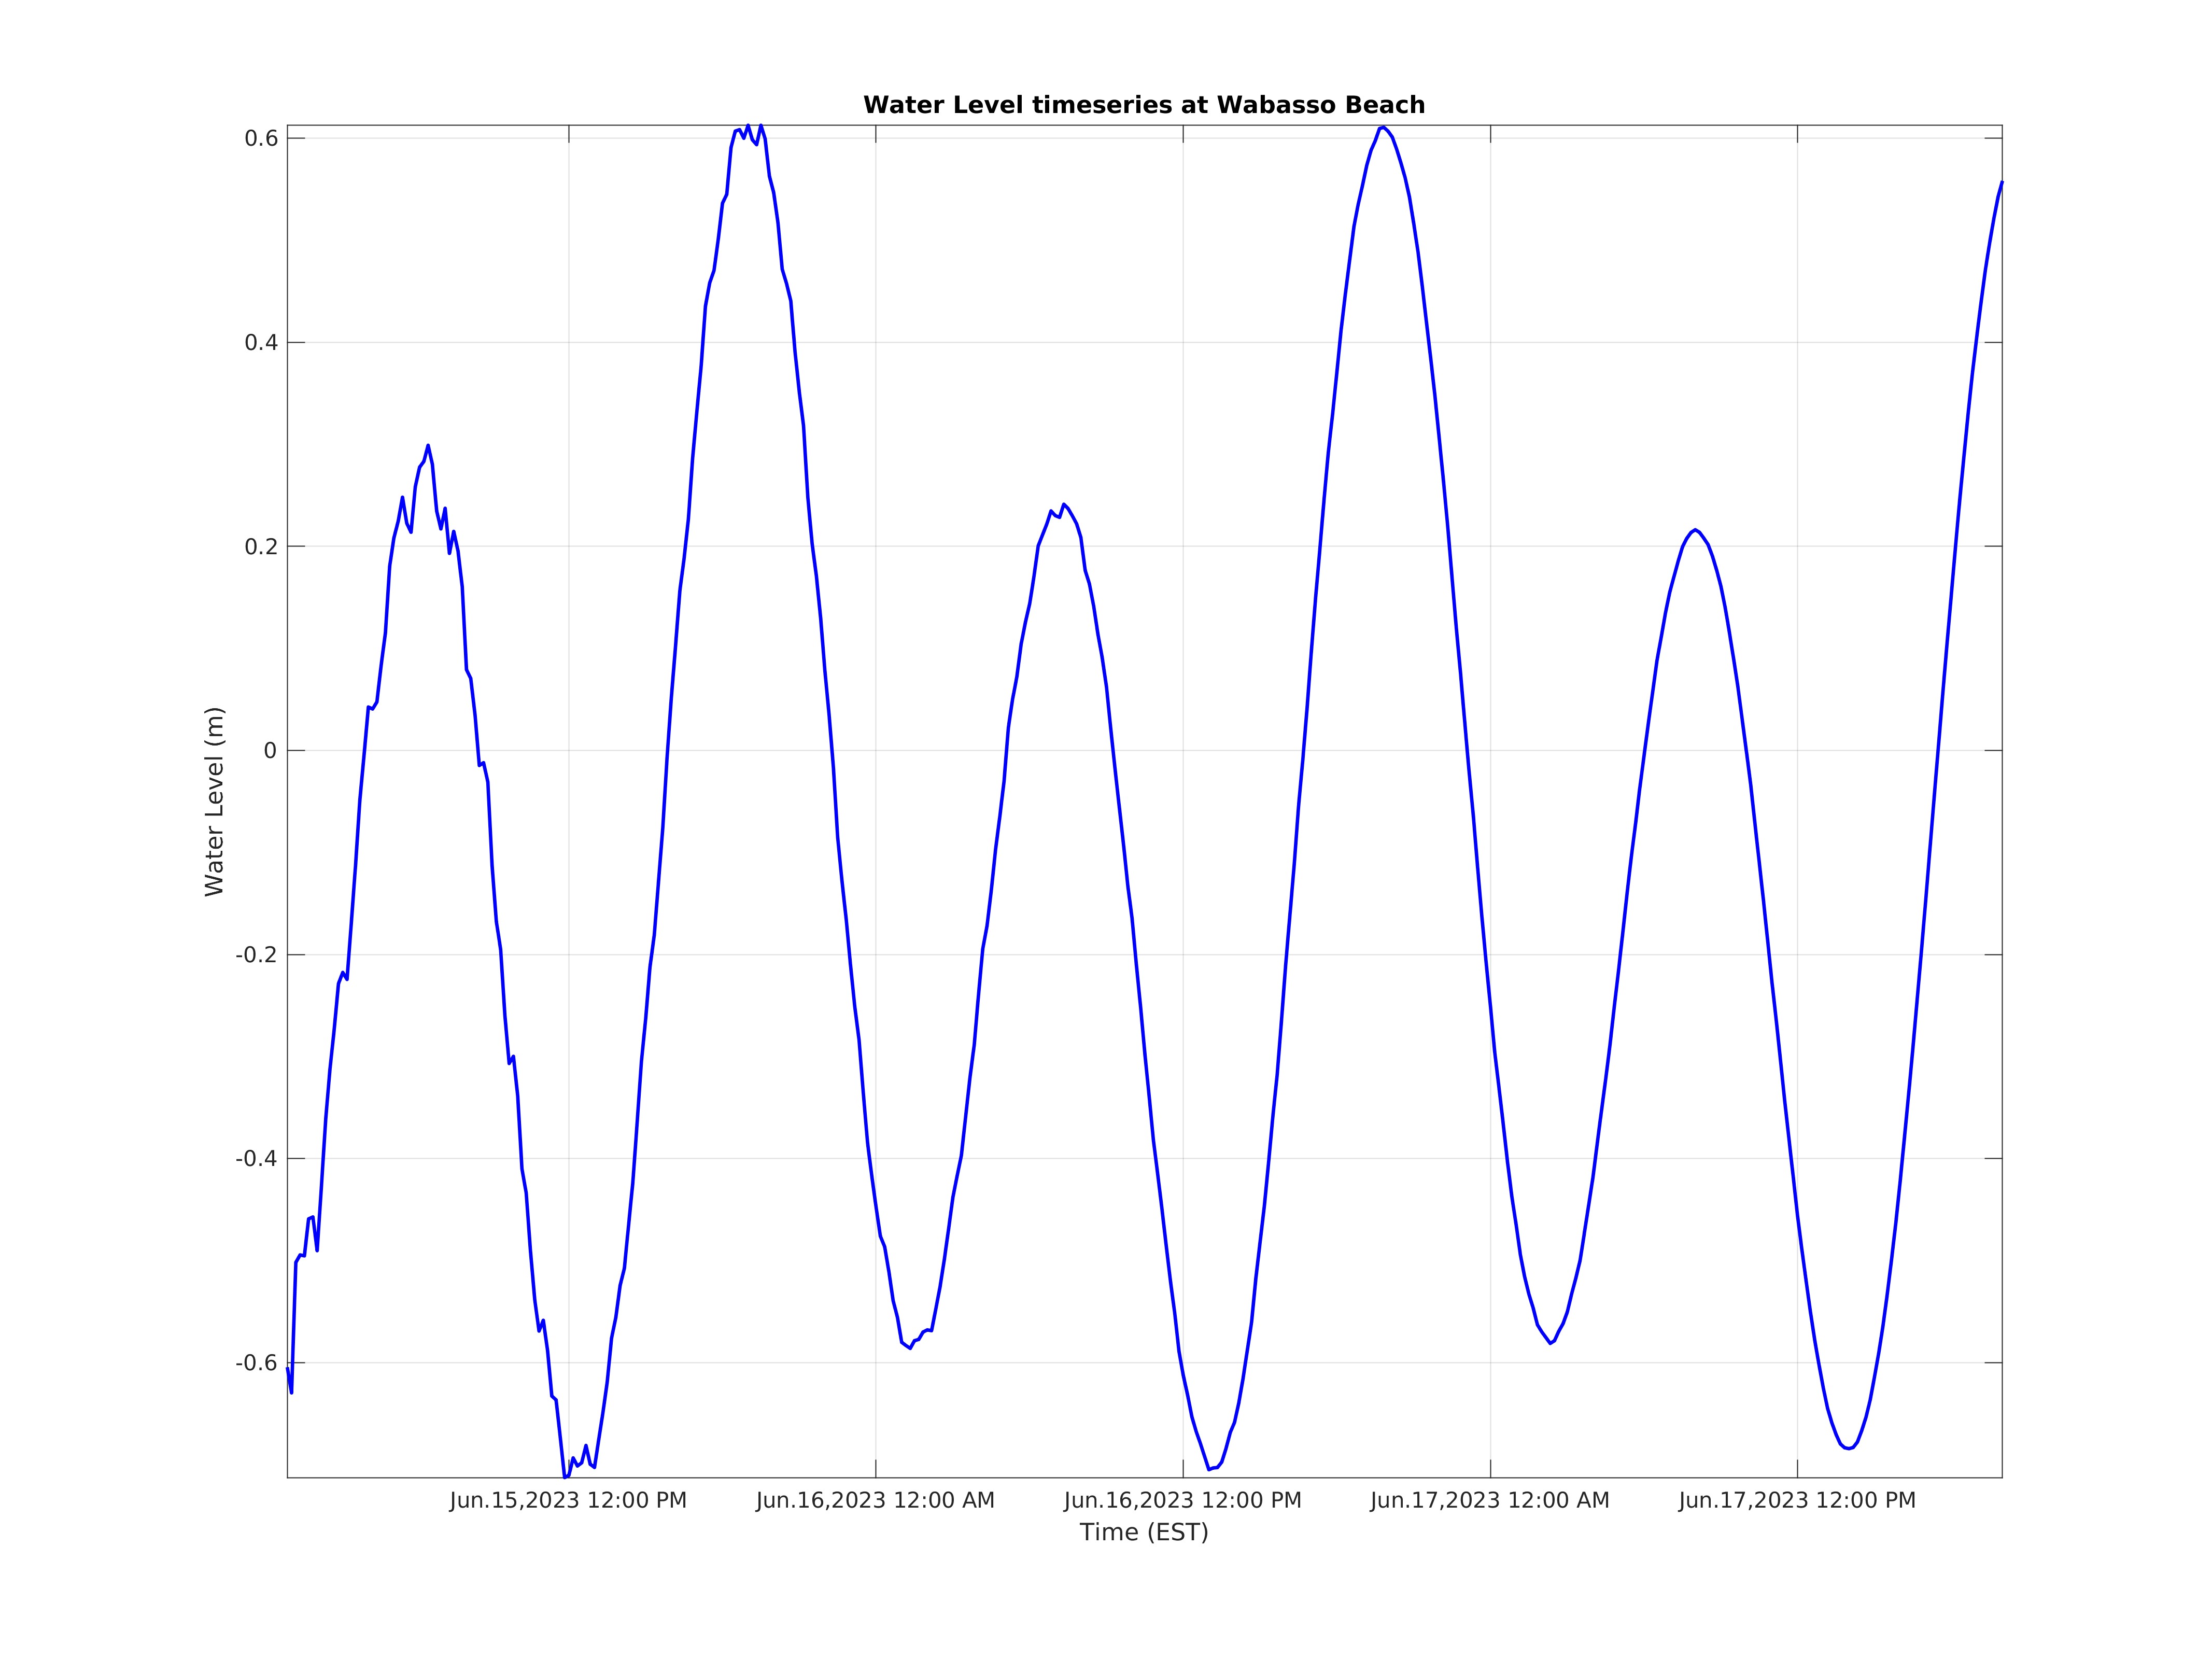 Water Level timeseries at Wabasso Beach
0.6
0.4
0.2
0
-0.2
-0.4
-0.6
Water Level (m)
Jun.15,2023 12:00 PM
Jun.16,2023 12:00 AM
Jun.16,2023 12:00 PM
Jun.17,2023 12:00 AM
Jun.17,2023 12:00 PM
Time (EST)